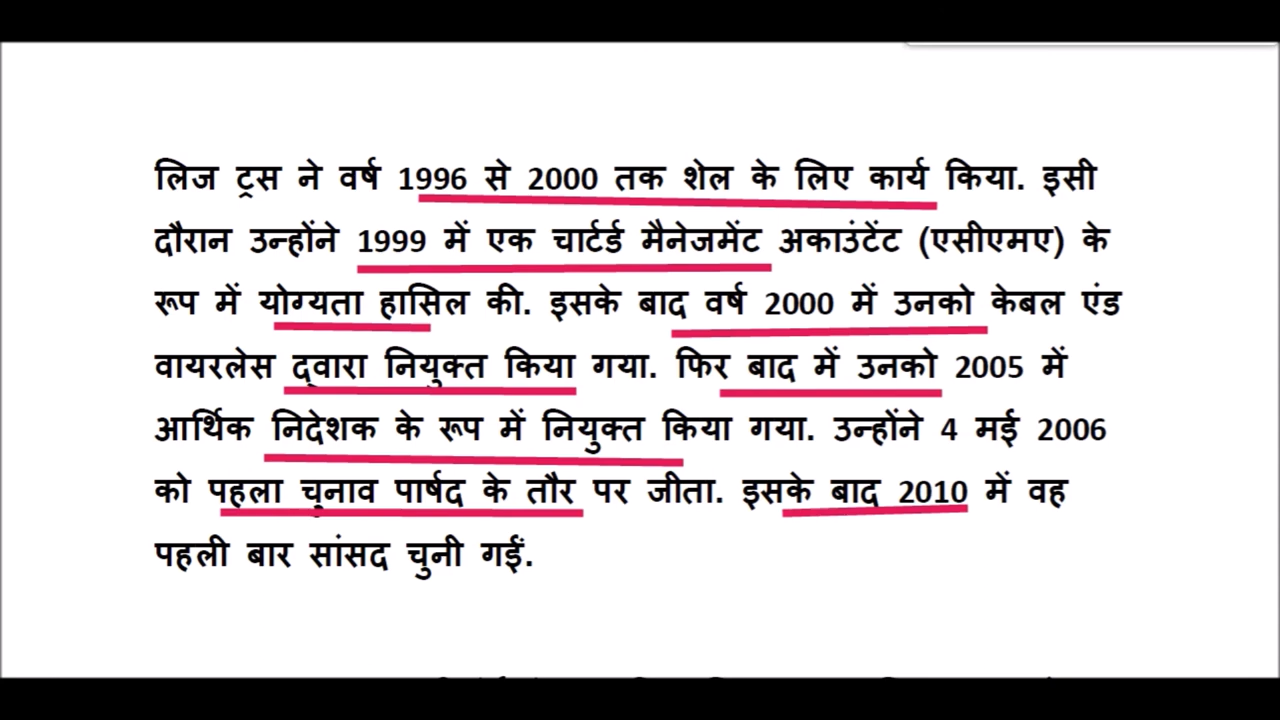 लिज ट्रस ने वर्ष 1996 से 2000 तक शेल के लिए कार्य किया. इसी
दौरान उन्होंने 1999 में एक चार्टर्ड मैनेजमेंट अकाउंटेंट (एसीएमए) के
रूप में योग्यता हासिल की. इसके बाद वर्ष 2000 में उनको केबल एंड
वायरलेस द्वारा नियुक्त किया गया. फिर बाद में उनको 2005 में
आर्थिक निदेशक के रूप में नियुक्त किया गया. उन्होंने 4 मई 2006
को पहला चुनाव पार्षद के तौर पर जीता. इसके बाद 2010 में वह
पहली बार सांसद चुनी गईं.